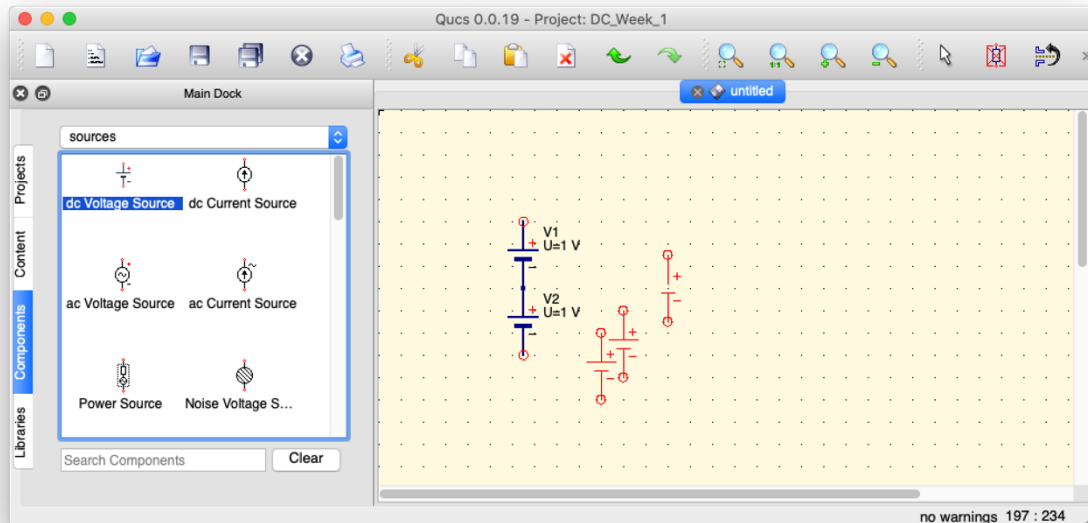 Qucs 0.0.19 - Project: DC_Week_1
Main Dock
untitled
Projects
Content
Components
Libraries
sources
dc Voltage Source
dc Current Source
ac Voltage Source
ac Current Source
Power Source
Noise Voltage S...
Search Components
Clear
V1
U=1 V
V2
U=1 V
no warnings 197 : 234